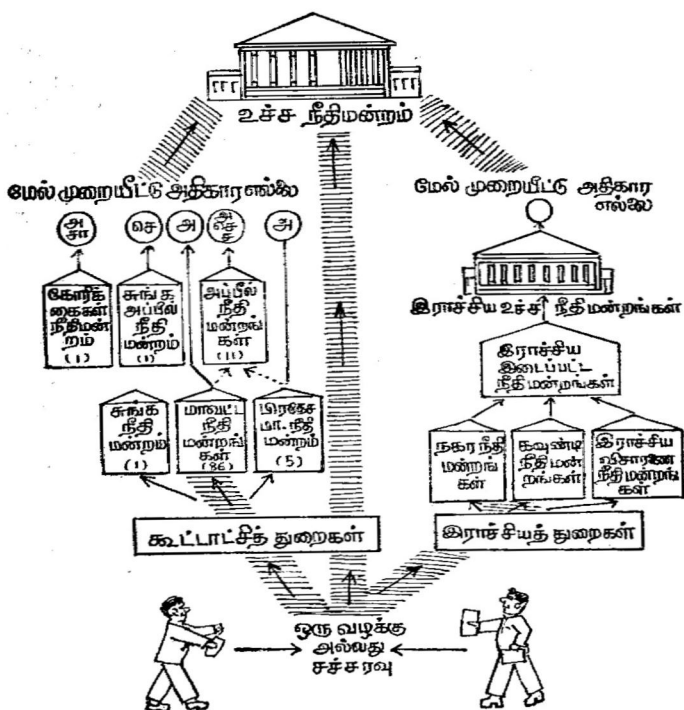 உச்ச நீதிமன்றம்
மேல் முறையீட்டு அதிகார எல்லை
மேல் முறையீட்டு அதிகார
எல்லை
அ
சா
செ
அ
அ
செ
ச
அ
கோரிக்
கைகள்
நீதிமன்
றம்
(1)
சுங்கூ
அப்பீல்
நீதி
மன்றம்
(1)
அப்பீல்
நீதி
மன்றங்
கள்
(11)
இராச்சிய உச்ச நீதிமன்றங்கள்
இராச்சிய
இடைப்பட்ட
நீதிமன்றங்கள்
சுங்க
நீதி
மன்றம்
(1)
மாவட்ட
நீதி
மன்றங்
கள்
(86)
பிரதேச
மா. நீதி
மன்றம்
(5)
நகர நீதி
மன்றங்
கள்
கவுண்டி
நீதிமன்
றங்கள்
இராச்சிய
விசாரணை
நீதிமன்றங்
கள்
கூட்டாட்சித் துறைகள்
இராச்சியத் துறைகள்
ஒரு வழக்கு
அல்லது
சச்சரவு